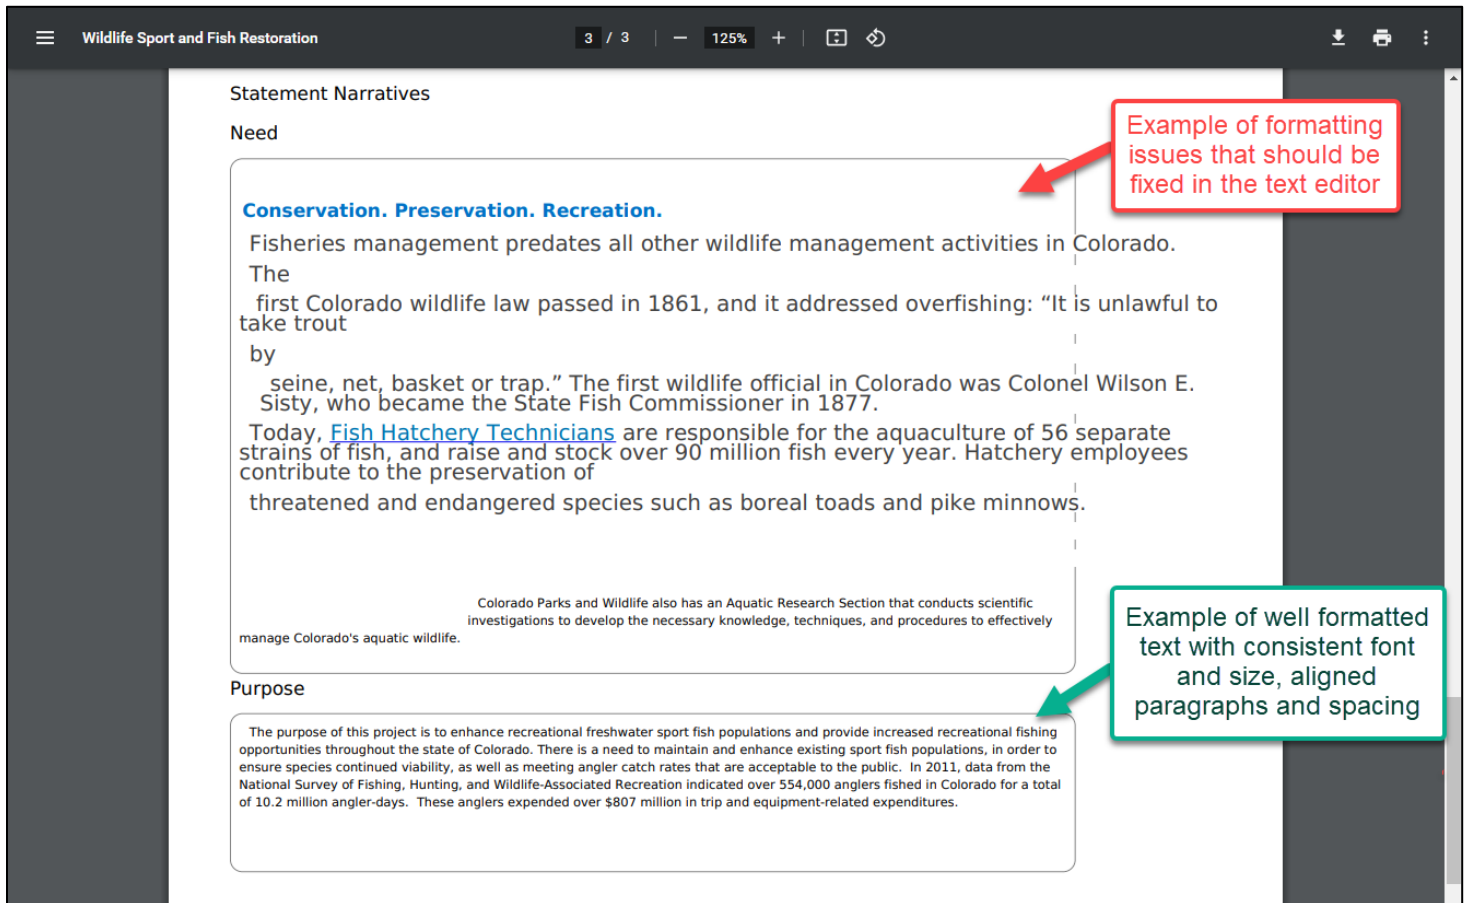 Wildlife Sport and Fish Restoration
3 / 3
125%
Statement Narratives
Need
Example of formatting
issues that should be
fixed in the text editor
Conservation. Preservation. Recreation.
Fisheries management predates all other wildlife management activities in Colorado.
The
first Colorado wildlife law passed in 1861, and it addressed overfishing: “It is unlawful to
take trout
by
seine, net, basket or trap.” The first wildlife official in Colorado was Colonel Wilson E.
Sisty, who became the State Fish Commissioner in 1877.
Today, Fish Hatchery Technicians are responsible for the aquaculture of 56 separate
strains of fish, and raise and stock over 90 million fish every year. Hatchery employees
contribute to the preservation of
threatened and endangered species such as boreal toads and pike minnows.
Colorado Parks and Wildlife also has an Aquatic Research Section that conducts scientific
investigations to develop the necessary knowledge, techniques, and procedures to effectively
manage Colorado's aquatic wildlife.
Example of well formatted
text with consistent font
and size, aligned
paragraphs and spacing
Purpose
The purpose of this project is to enhance recreational freshwater sport fish populations and provide increased recreational fishing
opportunities throughout the state of Colorado. There is a need to maintain and enhance existing sport fish populations, in order to
ensure species continued viability, as well as meeting angler catch rates that are acceptable to the public.  In 2011, data from the
National Survey of Fishing, Hunting, and Wildlife-Associated Recreation indicated over 554,000 anglers fished in Colorado for a total
of 10.2 million angler-days.  These anglers expended over $807 million in trip and equipment-related expenditures.